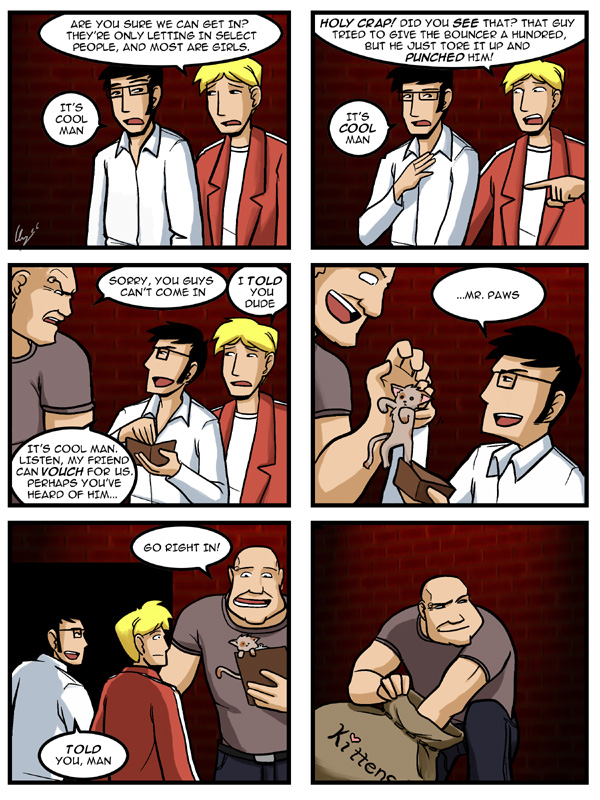 ARE YOU SURE WE CAN GET IN?
THEY'RE ONLY LETTING IN SELECT
PEOPLE, AND MOST ARE GIRLS.
IT'S
COOL
MAN
HOLY CRAP! DID YOU SEE THAT? THAT GUY
TRIED TO GIVE THE BOUNCER A HUNDRED,
BUT HE JUST TORE IT UP AND
PUNCHED HIM!
IT'S
COOL
MAN
SORRY, YOU GUYS
CAN'T COME IN
I TOLD
YOU
DUDE
IT'S COOL MAN.
LISTEN, MY FRIEND
CAN VOUCH FOR US.
PERHAPS YOU'VE
HEARD OF HIM...
...MR. PAWS
GO RIGHT IN!
TOLD
YOU, MAN
Kittens